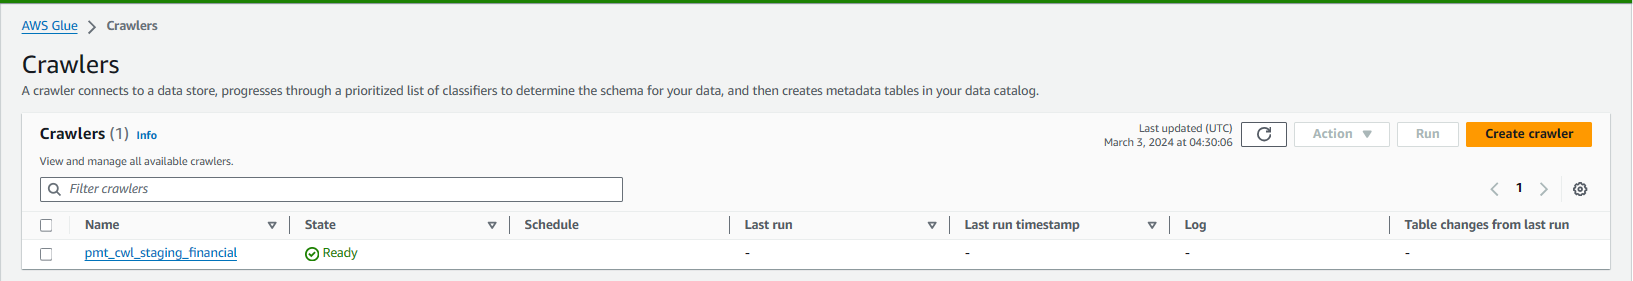 AWS Glue > Crawlers
Crawlers
A crawler connects to a data store, progresses through a prioritized list of classifiers to determine the schema for your data, and then creates metadata tables in your data catalog.
Crawlers (1) Info
Last updated (UTC)
March 3, 2024 at 04:30:06
Action
Run
Create crawler
View and manage all available crawlers.
Filter crawlers
1
Name State Schedule Last run Last run timestamp Log Table changes from last run
pmt_cwl_staging_financial Ready - - - -